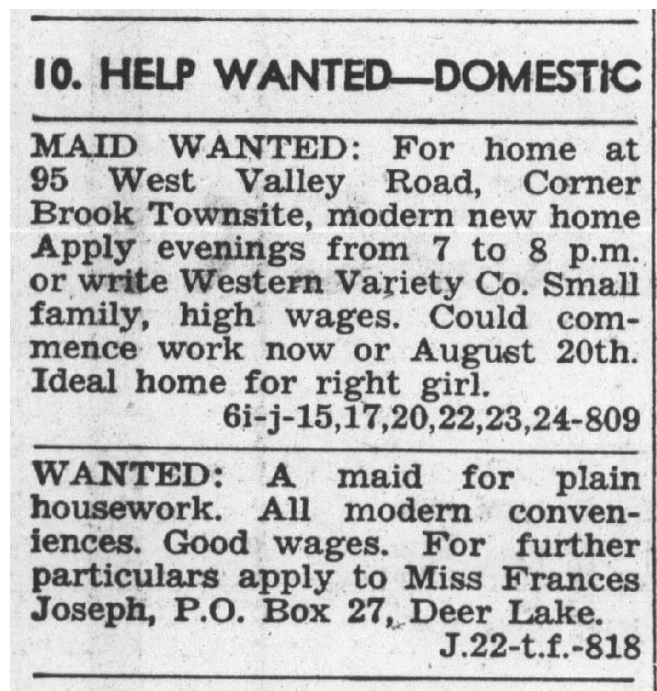 10. HELP WANTED—DOMESTIC
MAID WANTED: For home at
95 West Valley Road, Corner
Brook Townsite, modern new home
Apply evenings from 7 to 8 p.m.
or write Western Variety Co. Small
family, high wages. Could com-
mence work now or August 20th.
Ideal home for right girl.
6i-j-15,17,20,22,23,24-809
WANTED: A maid for plain
housework. All modern conven-
iences. Good wages. For further
particulars apply to Miss Frances
Joseph, P.O. Box 27, Deer Lake.
J.22-t.f.-818